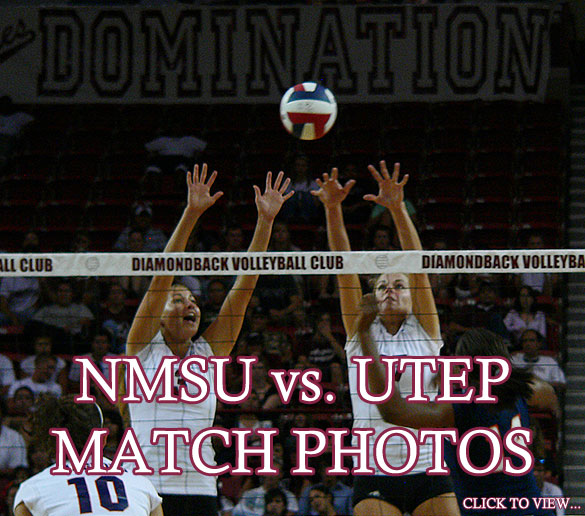 DOMINATION
ALL CLUB DIAMONDBACK VOLLEYBALL CLUB DIAMONDBACK VOLLEYBA
NMSU vs. UTEP
MATCH PHOTOS
10
CLICK TO VIEW...